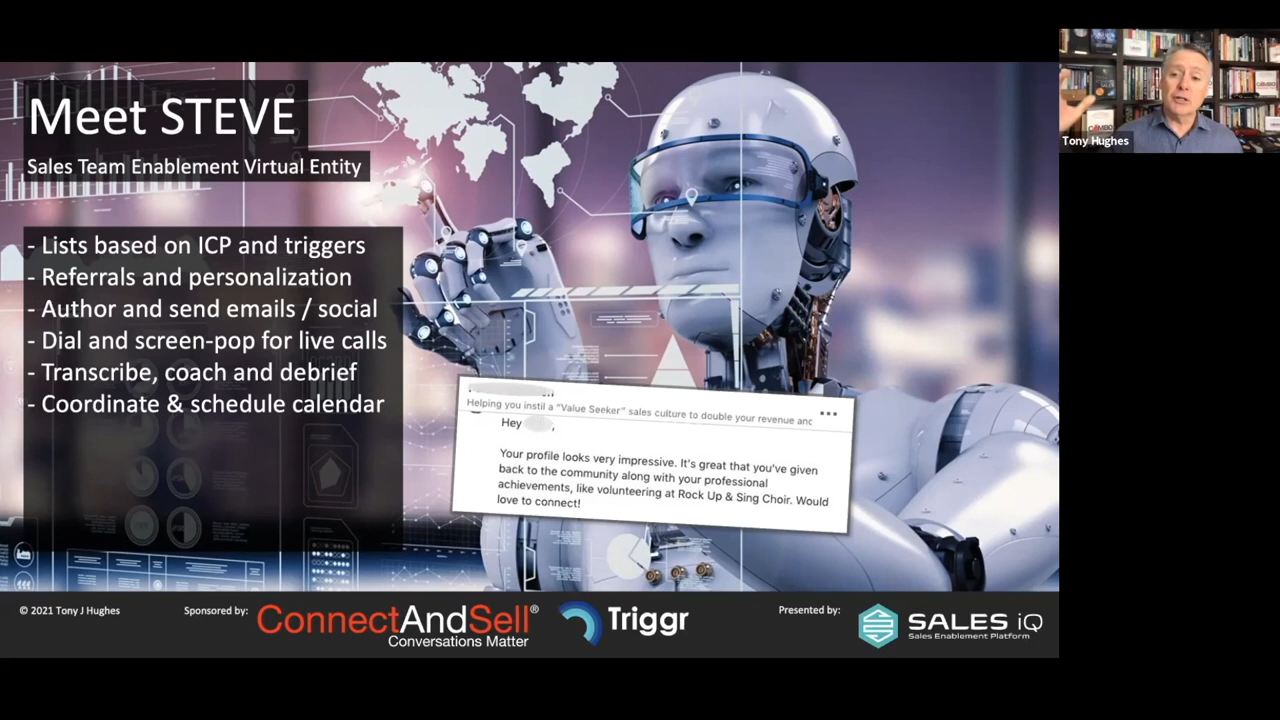 Meet STEVE
Sales Team Enablement Virtual Entity
- Lists based on ICP and triggers
- Referrals and personalization
- Author and send emails / social
- Dial and screen-pop for live calls
- Transcribe, coach and debrief
- Coordinate & schedule calendar
Helping you instil a "Value Seeker" sales culture to double your revenue and
Hey ,
Your profile looks very impressive. It's great that you've given
back to the community along with your professional
achievements, like volunteering at Rock Up & Sing Choir. Would
love to connect!
© 2021 Tony J Hughes
Sponsored by:
ConnectAndSell®
Conversations Matter
Triggr
Presented by:
SALES iQ
Sales Enablement Platform
Tony Hughes